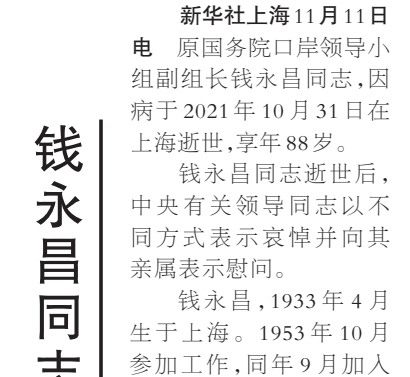 钱永昌同志
新华社上海11月11日
电　原国务院口岸领导小
组副组长钱永昌同志,因
病于2021年10月31日在
上海逝世,享年88岁。
钱永昌同志逝世后,
中央有关领导同志以不
同方式表示哀悼并向其
亲属表示慰问。
钱永昌,1933年4月
生于上海。1953年10月
参加工作,同年9月加入